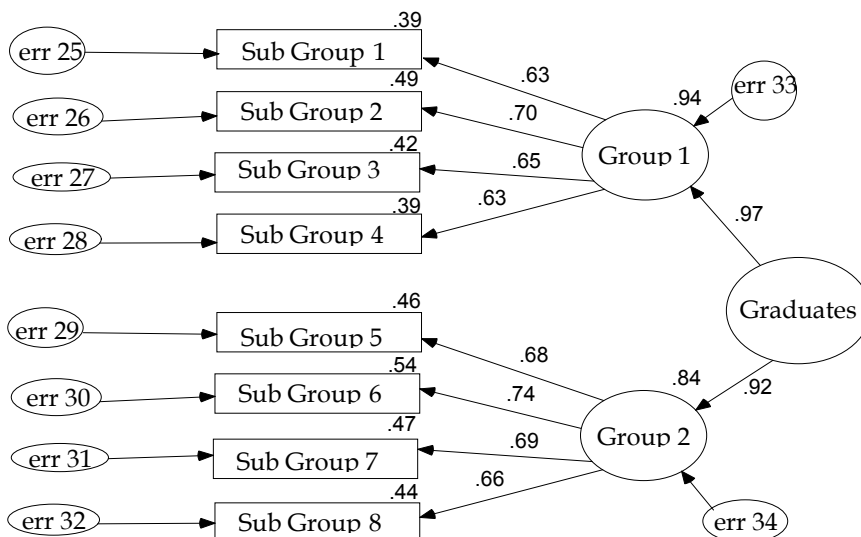 .39
err 25
Sub Group 1
.63
.94
err 33
.49
err 26
Sub Group 2
.70
.42
Group 1
err 27
Sub Group 3
.65
.39
.63
err 28
Sub Group 4
.97
.46
Graduates
err 29
Sub Group 5
.68
.54
.84
.92
err 30
Sub Group 6
.74
.47
Group 2
err 31
Sub Group 7
.69
.44
.66
err 32
Sub Group 8
err 34